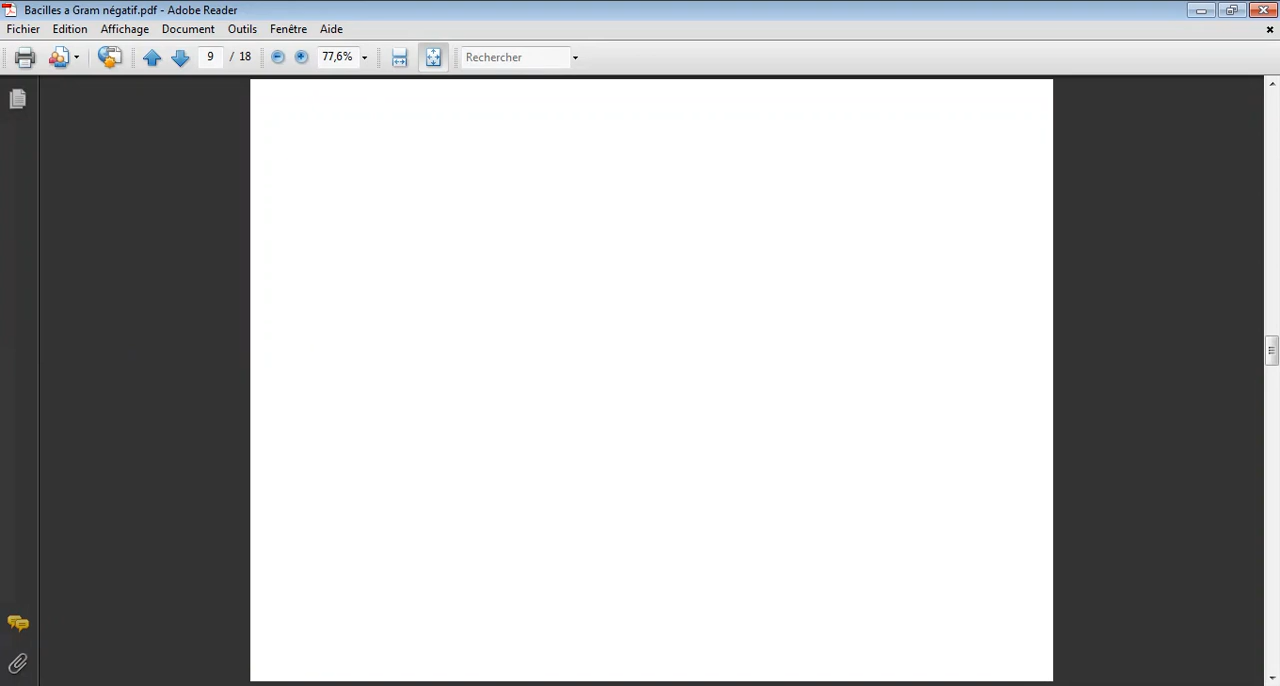 Bacilles a Gram négatif.pdf - Adobe Reader
Fichier Edition Affichage Document Outils Fenêtre Aide
9 / 18 77,6% Rechercher